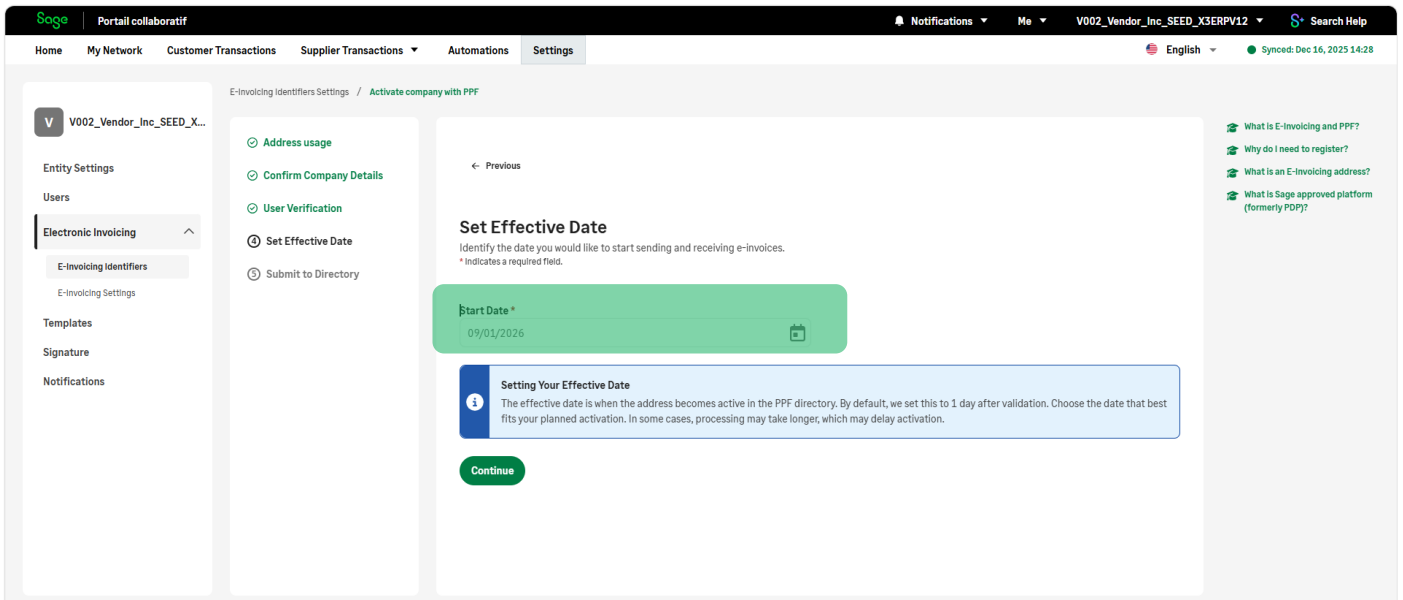 Sage Portail collaboratif Notifications Me V002_Vendor_Inc_SEED_X3ERPV12 Search Help
Home My Network Customer Transactions Supplier Transactions Automations Settings English Synced: Dec 16, 2025 14:28
V V002_Vendor_Inc_SEED_X...
Entity Settings
Users
Electronic Invoicing
E-Invoicing Identifiers
E-Invoicing Settings
Templates
Signature
Notifications
E-Invoicing Identifiers Settings / Activate company with PPF
Address usage
Confirm Company Details
User Verification
4 Set Effective Date
5 Submit to Directory
← Previous
Set Effective Date
Identify the date you would like to start sending and receiving e-invoices.
* Indicates a required field.
Start Date *
09/01/2026
Setting Your Effective Date
The effective date is when the address becomes active in the PPF directory. By default, we set this to 1 day after validation. Choose the date that best
fits your planned activation. In some cases, processing may take longer, which may delay activation.
Continue
What is E-Invoicing and PPF?
Why do I need to register?
What is an E-Invoicing address?
What is Sage approved platform
(formerly PDP)?